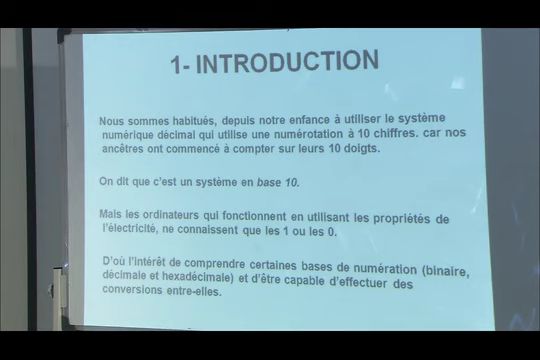 1- INTRODUCTION
Nous sommes habitués, depuis notre enfance à utiliser le système
numérique décimal qui utilise une numérotation à 10 chiffres. car nos
ancêtres ont commencé à compter sur leurs 10 doigts.
On dit que c'est un système en base 10.
Mais les ordinateurs qui fonctionnent en utilisant les propriétés de
l'électricité, ne connaissent que les 1 ou les 0.
D'où l'intérêt de comprendre certaines bases de numération (binaire,
décimale et hexadécimale) et d'être capable d'effectuer des
conversions entre-elles.